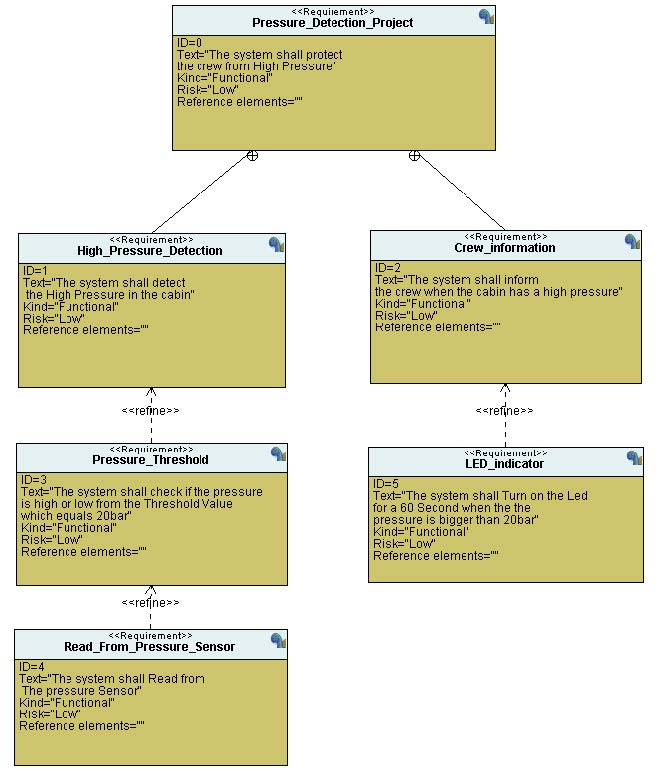 <<Requirement>>
Pressure_Detection_Project
ID=0
Text="The system shall protect
the crew from High Pressure"
Kind="Functional"
Risk="Low"
Reference elements=""
<<Requirement>>
High_Pressure_Detection
ID=1
Text="The system shall detect
the High Pressure in the cabin"
Kind="Functional"
Risk="Low"
Reference elements=""
<<Requirement>>
Crew_information
ID=2
Text="The system shall inform
the crew when the cabin has a high pressure"
Kind="Functional"
Risk="Low"
Reference elements=""
<<refine>>
<<refine>>
<<Requirement>>
Pressure_Threshold
ID=3
Text="The system shall check if the pressure
is high or low from the Threshold Value
which equals 20bar"
Kind="Functional"
Risk="Low"
Reference elements=""
<<Requirement>>
LED_indicator
ID=5
Text="The system shall Turn on the Led
for a 60 Second when the the
pressure is bigger than 20bar"
Kind="Functional"
Risk="Low"
Reference elements=""
<<refine>>
<<Requirement>>
Read_From_Pressure_Sensor
ID=4
Text="The system shall Read from
The pressure Sensor"
Kind="Functional"
Risk="Low"
Reference elements=""